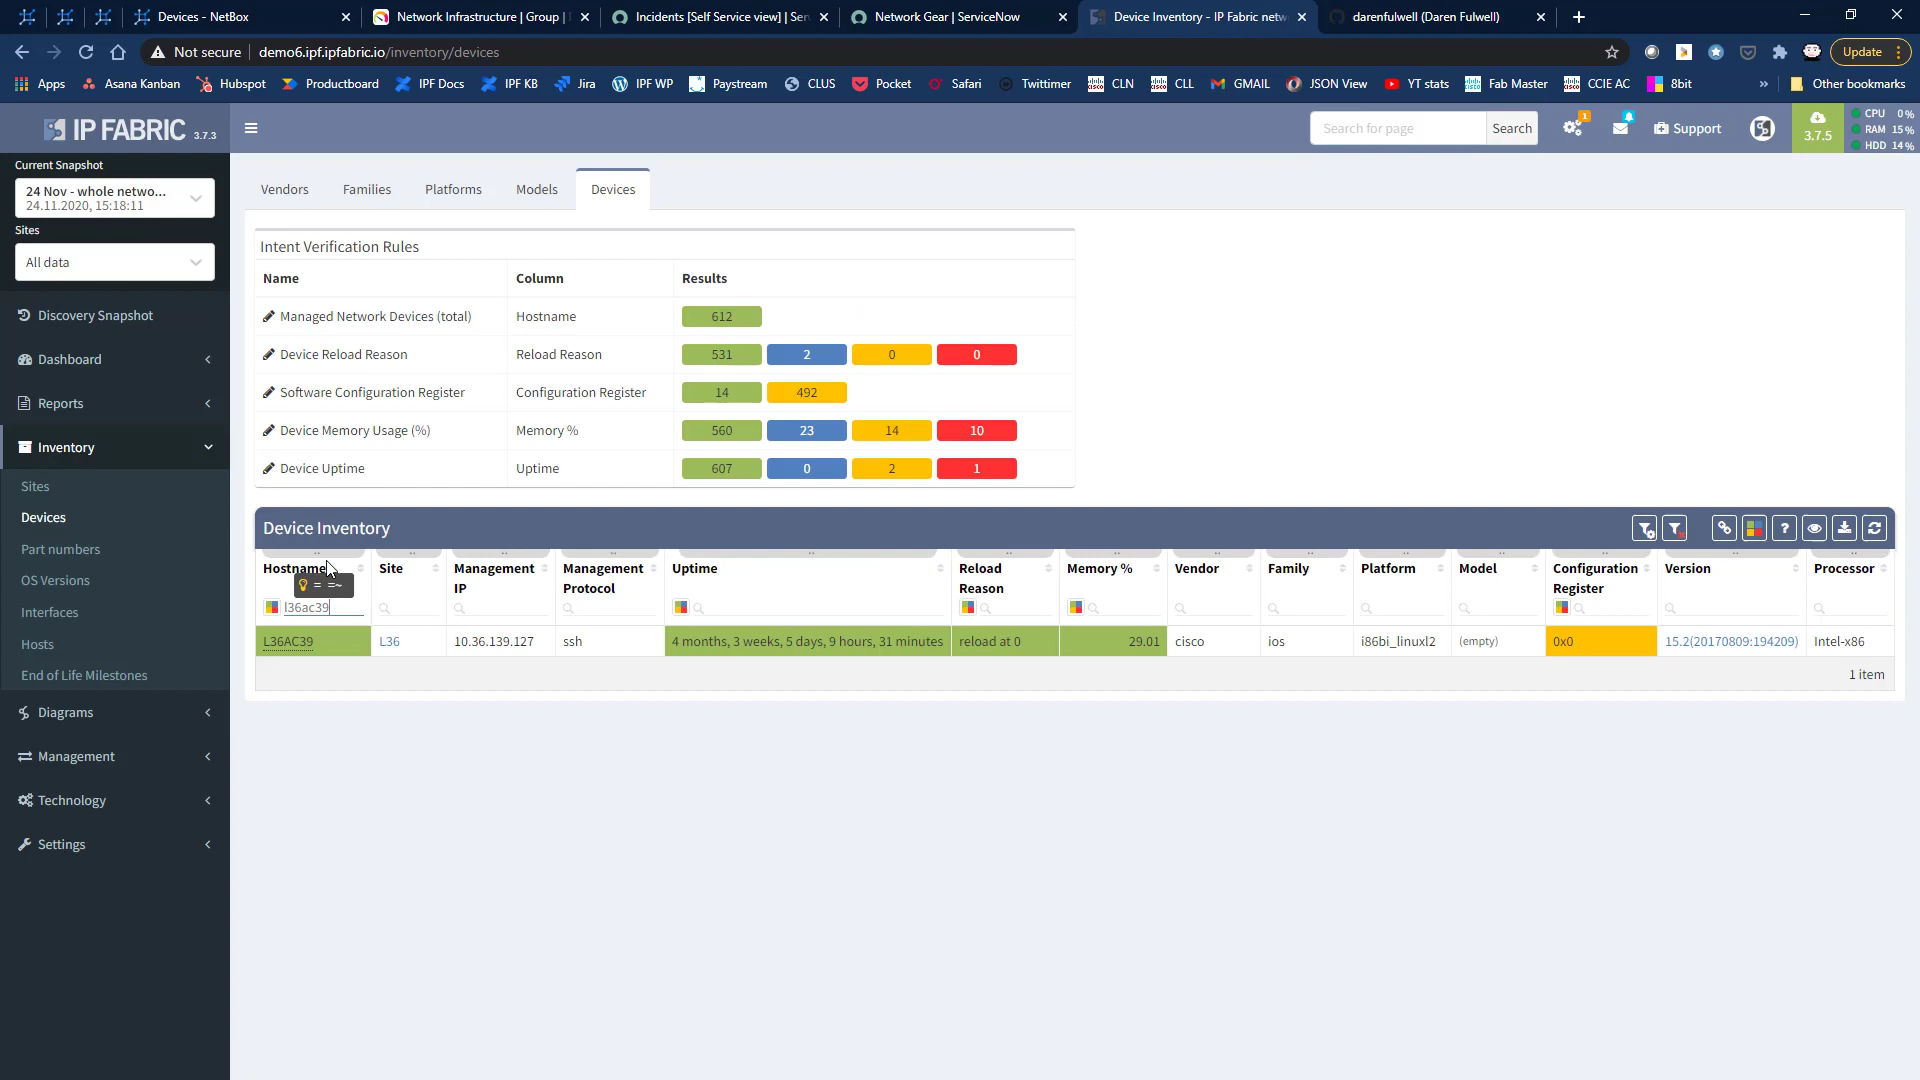 Devices - NetBox
Network Infrastructure | Group |
Incidents [Self Service view] | Ser
Network Gear | ServiceNow
Device Inventory - IP Fabric netw
darenfulwell (Daren Fulwell)
Not secure
demo6.ipf.ipfabric.io/inventory/devices
Update
Apps
Asana Kanban
Hubspot
Productboard
IPF Docs
IPF KB
Jira
IPF WP
Paystream
CLUS
Pocket
Safari
Twittimer
CLN
CLL
GMAIL
JSON View
YT stats
Fab Master
CCIE AC
8bit
»
Other bookmarks
IP FABRIC 3.7.3
Search for page
Search
1
Support
3.7.5
CPU 0 %
RAM 15 %
HDD 14 %
Current Snapshot
24 Nov - whole netwo...
24.11.2020, 15:18:11
Sites
All data
Discovery Snapshot
Dashboard
Reports
Inventory
Sites
Devices
Part numbers
OS Versions
Interfaces
Hosts
End of Life Milestones
Diagrams
Management
Technology
Settings
Vendors
Families
Platforms
Models
Devices
Intent Verification Rules
Name Column Results
Managed Network Devices (total) Hostname 612
Device Reload Reason Reload Reason 531 2 0 0
Software Configuration Register Configuration Register 14 492
Device Memory Usage (%) Memory % 560 23 14 10
Device Uptime Uptime 607 0 2 1
Device Inventory
?
Hostname Site Management IP Management Protocol Uptime Reload Reason Memory % Vendor Family Platform Model Configuration Register Version Processor
= =~
l36ac39
L36AC39 L36 10.36.139.127 ssh 4 months, 3 weeks, 5 days, 9 hours, 31 minutes reload at 0 29.01 cisco ios i86bi_linuxl2 (empty) 0x0 15.2(20170809:194209) Intel-x86
1 item